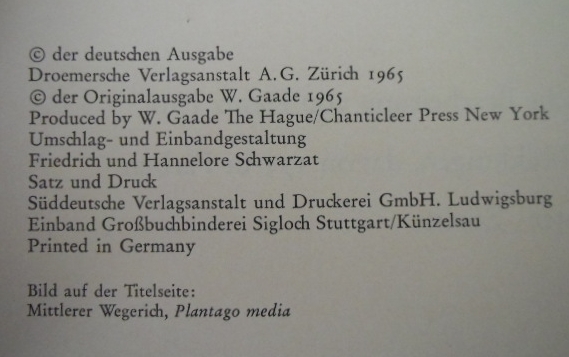 © der deutschen Ausgabe
Droemersche Verlagsanstalt A.G. Zürich 1965
© der Originalausgabe W. Gaade 1965
Produced by W. Gaade The Hague/Chanticleer Press New York
Umschlag- und Einbandgestaltung
Friedrich und Hannelore Schwarzat
Satz und Druck
Süddeutsche Verlagsanstalt und Druckerei GmbH. Ludwigsburg
Einband Großbuchbinderei Sigloch Stuttgart/Künzelsau
Printed in Germany
Bild auf der Titelseite:
Mittlerer Wegerich, Plantago media